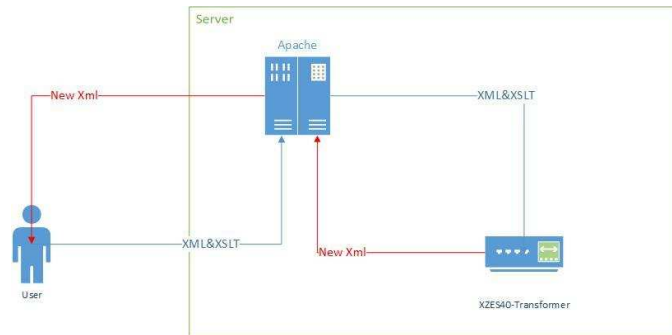 Server
Apache
New Xml
XML&XSLT
XML&XSLT
New Xml
User
XZES40-Transformer